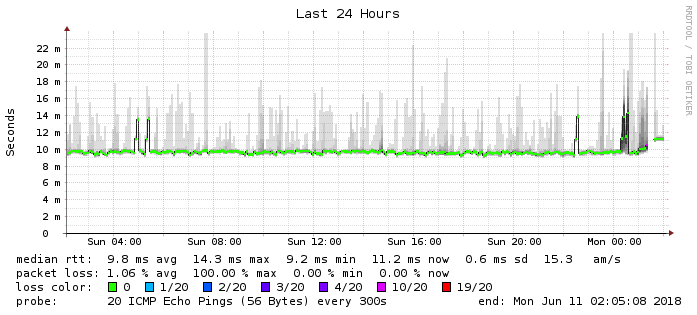 Last 24 Hours
RRDTOOL / TOBI OETIKER
Seconds
22 m
20 m
18 m
16 m
14 m
12 m
10 m
8 m
6 m
4 m
2 m
0
Sun 04:00 Sun 08:00 Sun 12:00 Sun 16:00 Sun 20:00 Mon 00:00
median rtt: 9.8 ms avg 14.3 ms max 9.2 ms min 11.2 ms now 0.6 ms sd 15.3 am/s
packet loss: 1.06 % avg 100.00 % max 0.00 % min 0.00 % now
loss color: 0 1/20 2/20 3/20 4/20 10/20 19/20
probe: 20 ICMP Echo Pings (56 Bytes) every 300s end: Mon Jun 11 02:05:08 2018